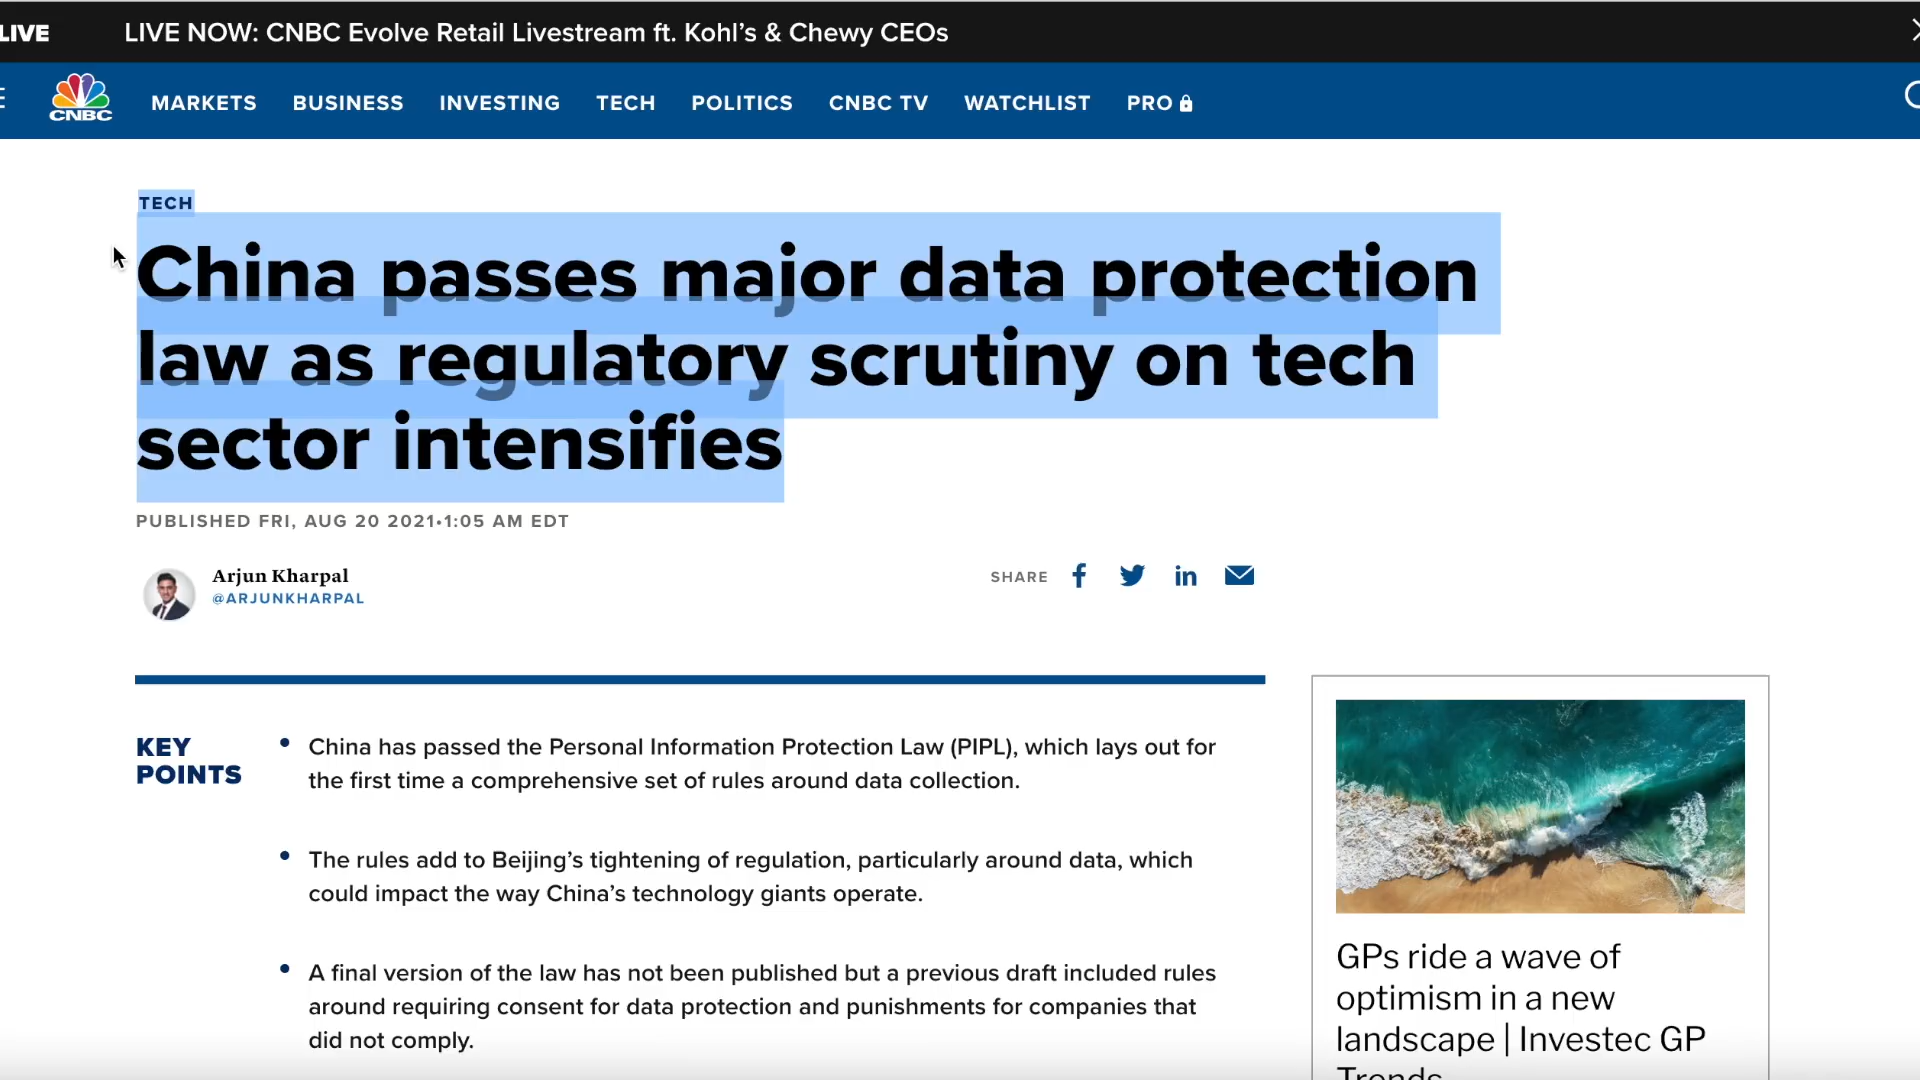 LIVE
LIVE NOW: CNBC Evolve Retail Livestream ft. Kohl's & Chewy CEOs
CNBC
MARKETS BUSINESS INVESTING TECH POLITICS CNBC TV WATCHLIST PRO
TECH
China passes major data protection
law as regulatory scrutiny on tech
sector intensifies
PUBLISHED FRI, AUG 20 2021•1:05 AM EDT
Arjun Kharpal
@ARJUNKHARPAL
SHARE
KEY
POINTS
• China has passed the Personal Information Protection Law (PIPL), which lays out for
the first time a comprehensive set of rules around data collection.
• The rules add to Beijing’s tightening of regulation, particularly around data, which
could impact the way China’s technology giants operate.
• A final version of the law has not been published but a previous draft included rules
around requiring consent for data protection and punishments for companies that
did not comply.
GPs ride a wave of
optimism in a new
landscape | Investec GP
Trends